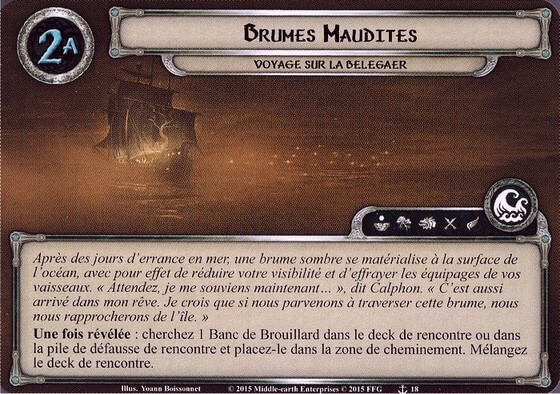 2A
BRUMES MAUDITES
VOYAGE SUR LA BELEGAER
Après des jours d'errance en mer, une brume sombre se matérialise à la surface de
l'océan, avec pour effet de réduire votre visibilité et d'effrayer les équipages de vos
vaisseaux. « Attendez, je me souviens maintenant… », dit Calphon. « C'est aussi
arrivé dans mon rêve. Je crois que si nous parvenons à traverser cette brume, nous
nous rapprocherons de l'île. »
Une fois révélée : cherchez 1 Banc de Brouillard dans le deck de rencontre ou dans
la pile de défausse de rencontre et placez-le dans la zone de cheminement. Mélangez
le deck de rencontre.
Illus. Yoann Boissonnet © 2015 Middle-earth Enterprises © 2015 FFG 18